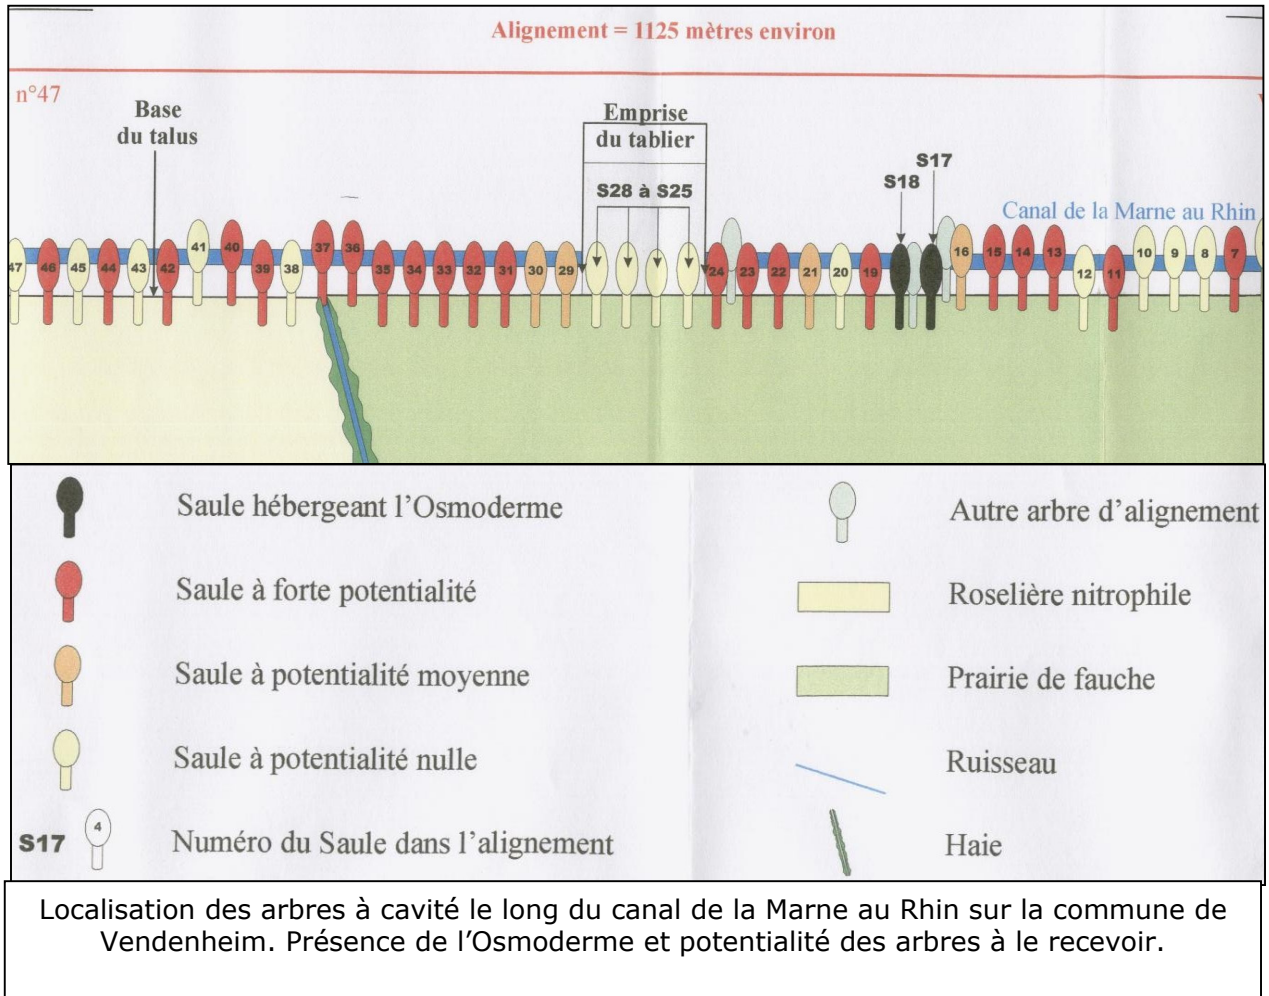 Alignement = 1125 mètres environ
n°47
Base
du talus
Emprise
du tablier
S28 à S25
S17
S18
Canal de la Marne au Rhin
47 46 45 44 43 42 41 40 39 38 37 36 35 34 33 32 31 30 29 24 23 22 21 20 19 16 15 14 13 12 11 10 9 8 7
Saule hébergeant l'Osmoderme
Saule à forte potentialité
Saule à potentialité moyenne
Saule à potentialité nulle
S17 4 Numéro du Saule dans l'alignement
Autre arbre d'alignement
Roselière nitrophile
Prairie de fauche
Ruisseau
Haie
Localisation des arbres à cavité le long du canal de la Marne au Rhin sur la commune de
Vendenheim. Présence de l'Osmoderme et potentialité des arbres à le recevoir.